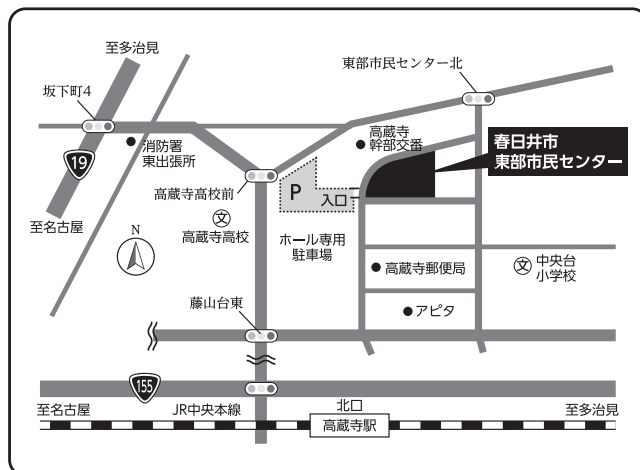 至多治見
東部市民センター北
坂下町4
消防署
東出張所
高蔵寺
幹部交番
春日井市
東部市民センター
19
高蔵寺高校前
P
入口
至名古屋
N
文
高蔵寺高校
ホール専用
駐車場
高蔵寺郵便局
文
中央台
小学校
藤山台東
アピタ
155
至名古屋
JR中央本線
北口
高蔵寺駅
至多治見